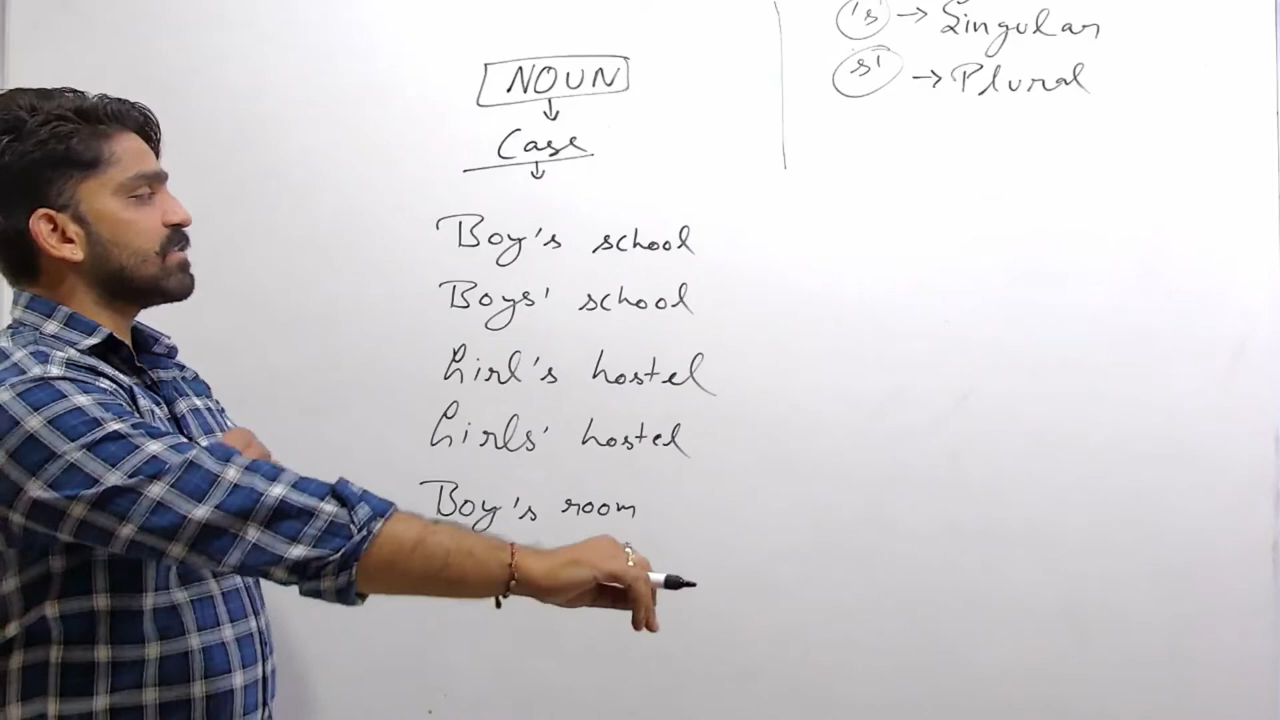 NOUN
↓
Case
↓
Boy's school
Boys' school
Girl's hostel
Girls' hostel
Boy's room
's → Singular
s' → Plural